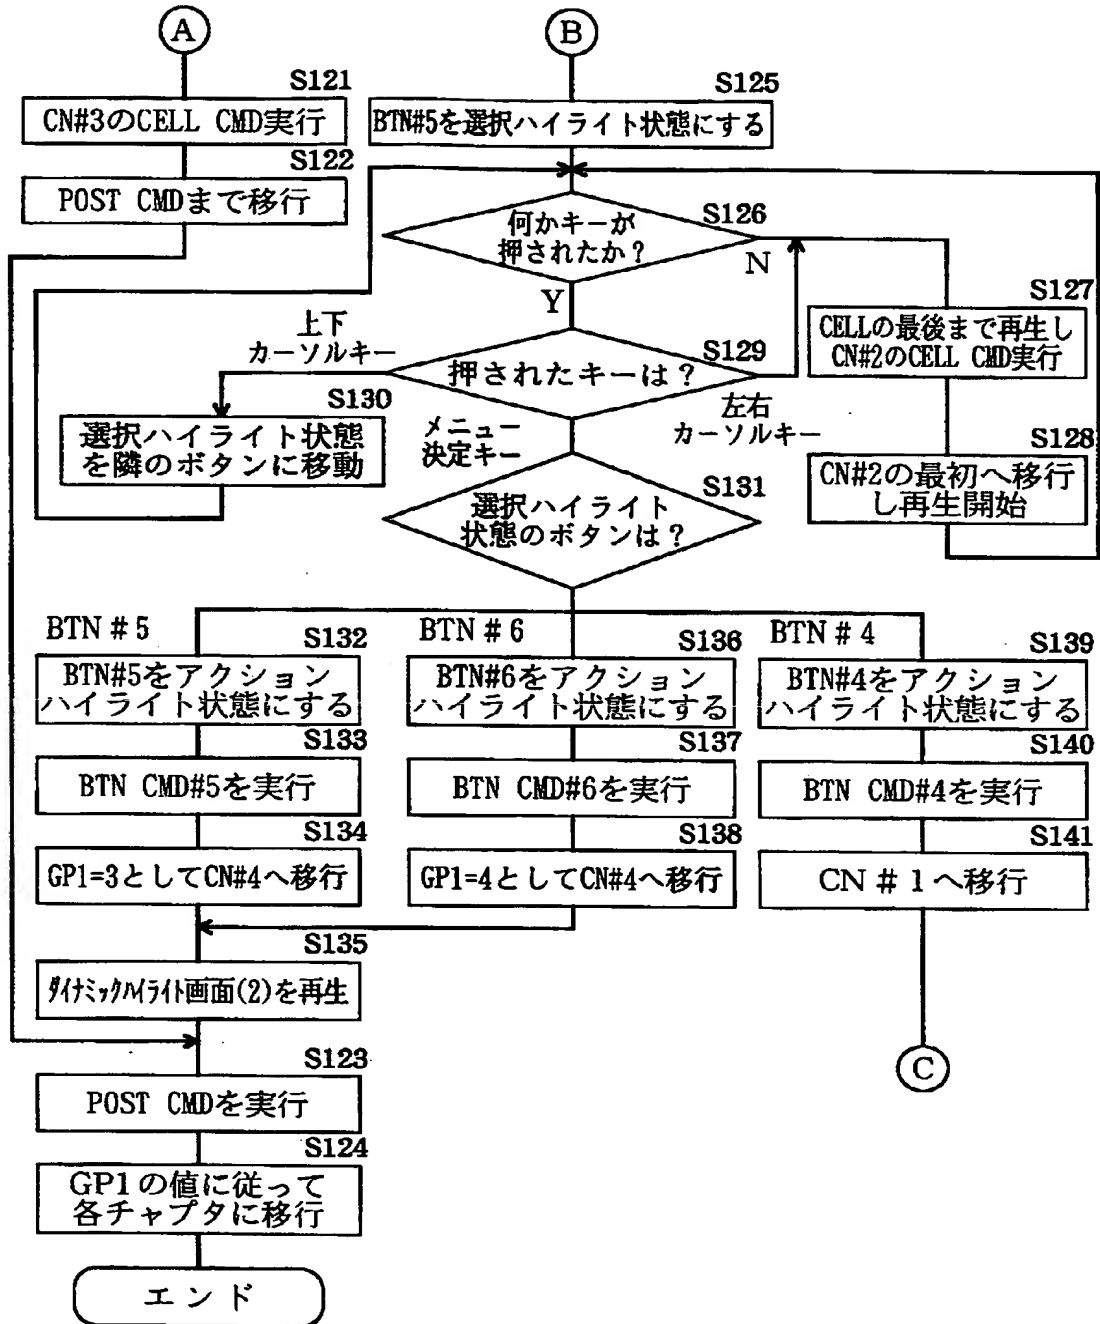 A
S121
CN#3のCELL CMD実行
S122
POST CMDまで移行
B
S125
BTN#5を選択ハイライト状態にする
S126
何かキーが
押されたか？
N
Y
S127
CELLの最後まで再生し
CN#2のCELL CMD実行
S128
CN#2の最初へ移行
し再生開始
S129
押されたキーは？
上下
カーソルキー
左右
カーソルキー
メニュー
決定キー
S130
選択ハイライト状態
を隣のボタンに移動
S131
選択ハイライト
状態のボタンは？
BTN＃5
S132
BTN#5をアクション
ハイライト状態にする
S133
BTN CMD#5を実行
S134
GP1=3としてCN#4へ移行
S135
ﾀﾞｲﾅﾐｯｸﾊｲﾗｲﾄ画面(2)を再生
BTN＃6
S136
BTN#6をアクション
ハイライト状態にする
S137
BTN CMD#6を実行
S138
GP1=4としてCN#4へ移行
BTN＃4
S139
BTN#4をアクション
ハイライト状態にする
S140
BTN CMD#4を実行
S141
CN＃1へ移行
C
S123
POST CMDを実行
S124
GP1の値に従って
各チャプタに移行
エンド